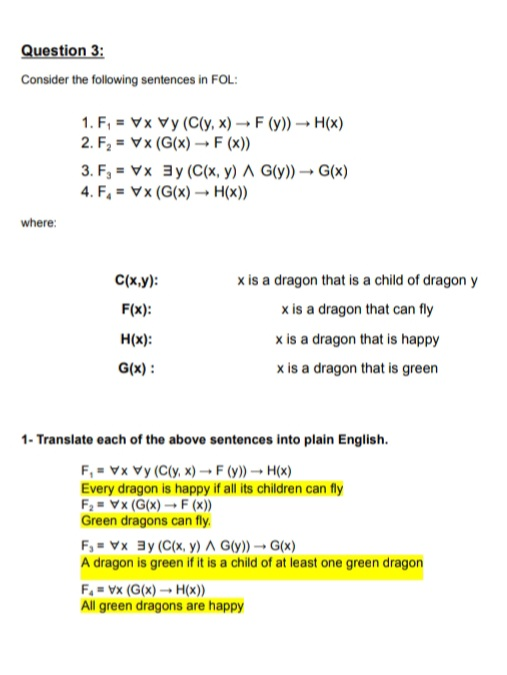 Question 3:
Consider the following sentences in FOL:
1. F₁ = ∀x ∀y (C(y, x) → F (y)) → H(x)
2. F₂ = ∀x (G(x) → F (x))
3. F₃ = ∀x ∃y (C(x, y) ∧ G(y)) → G(x)
4. F₄ = ∀x (G(x) → H(x))
where:
C(x,y): x is a dragon that is a child of dragon y
F(x): x is a dragon that can fly
H(x): x is a dragon that is happy
G(x) : x is a dragon that is green
1- Translate each of the above sentences into plain English.
F₁ = ∀x ∀y (C(y, x) → F (y)) → H(x)
Every dragon is happy if all its children can fly
F₂ = ∀x (G(x) → F (x))
Green dragons can fly.
F₃ = ∀x ∃y (C(x, y) ∧ G(y)) → G(x)
A dragon is green if it is a child of at least one green dragon
F₄ = ∀x (G(x) → H(x))
All green dragons are happy